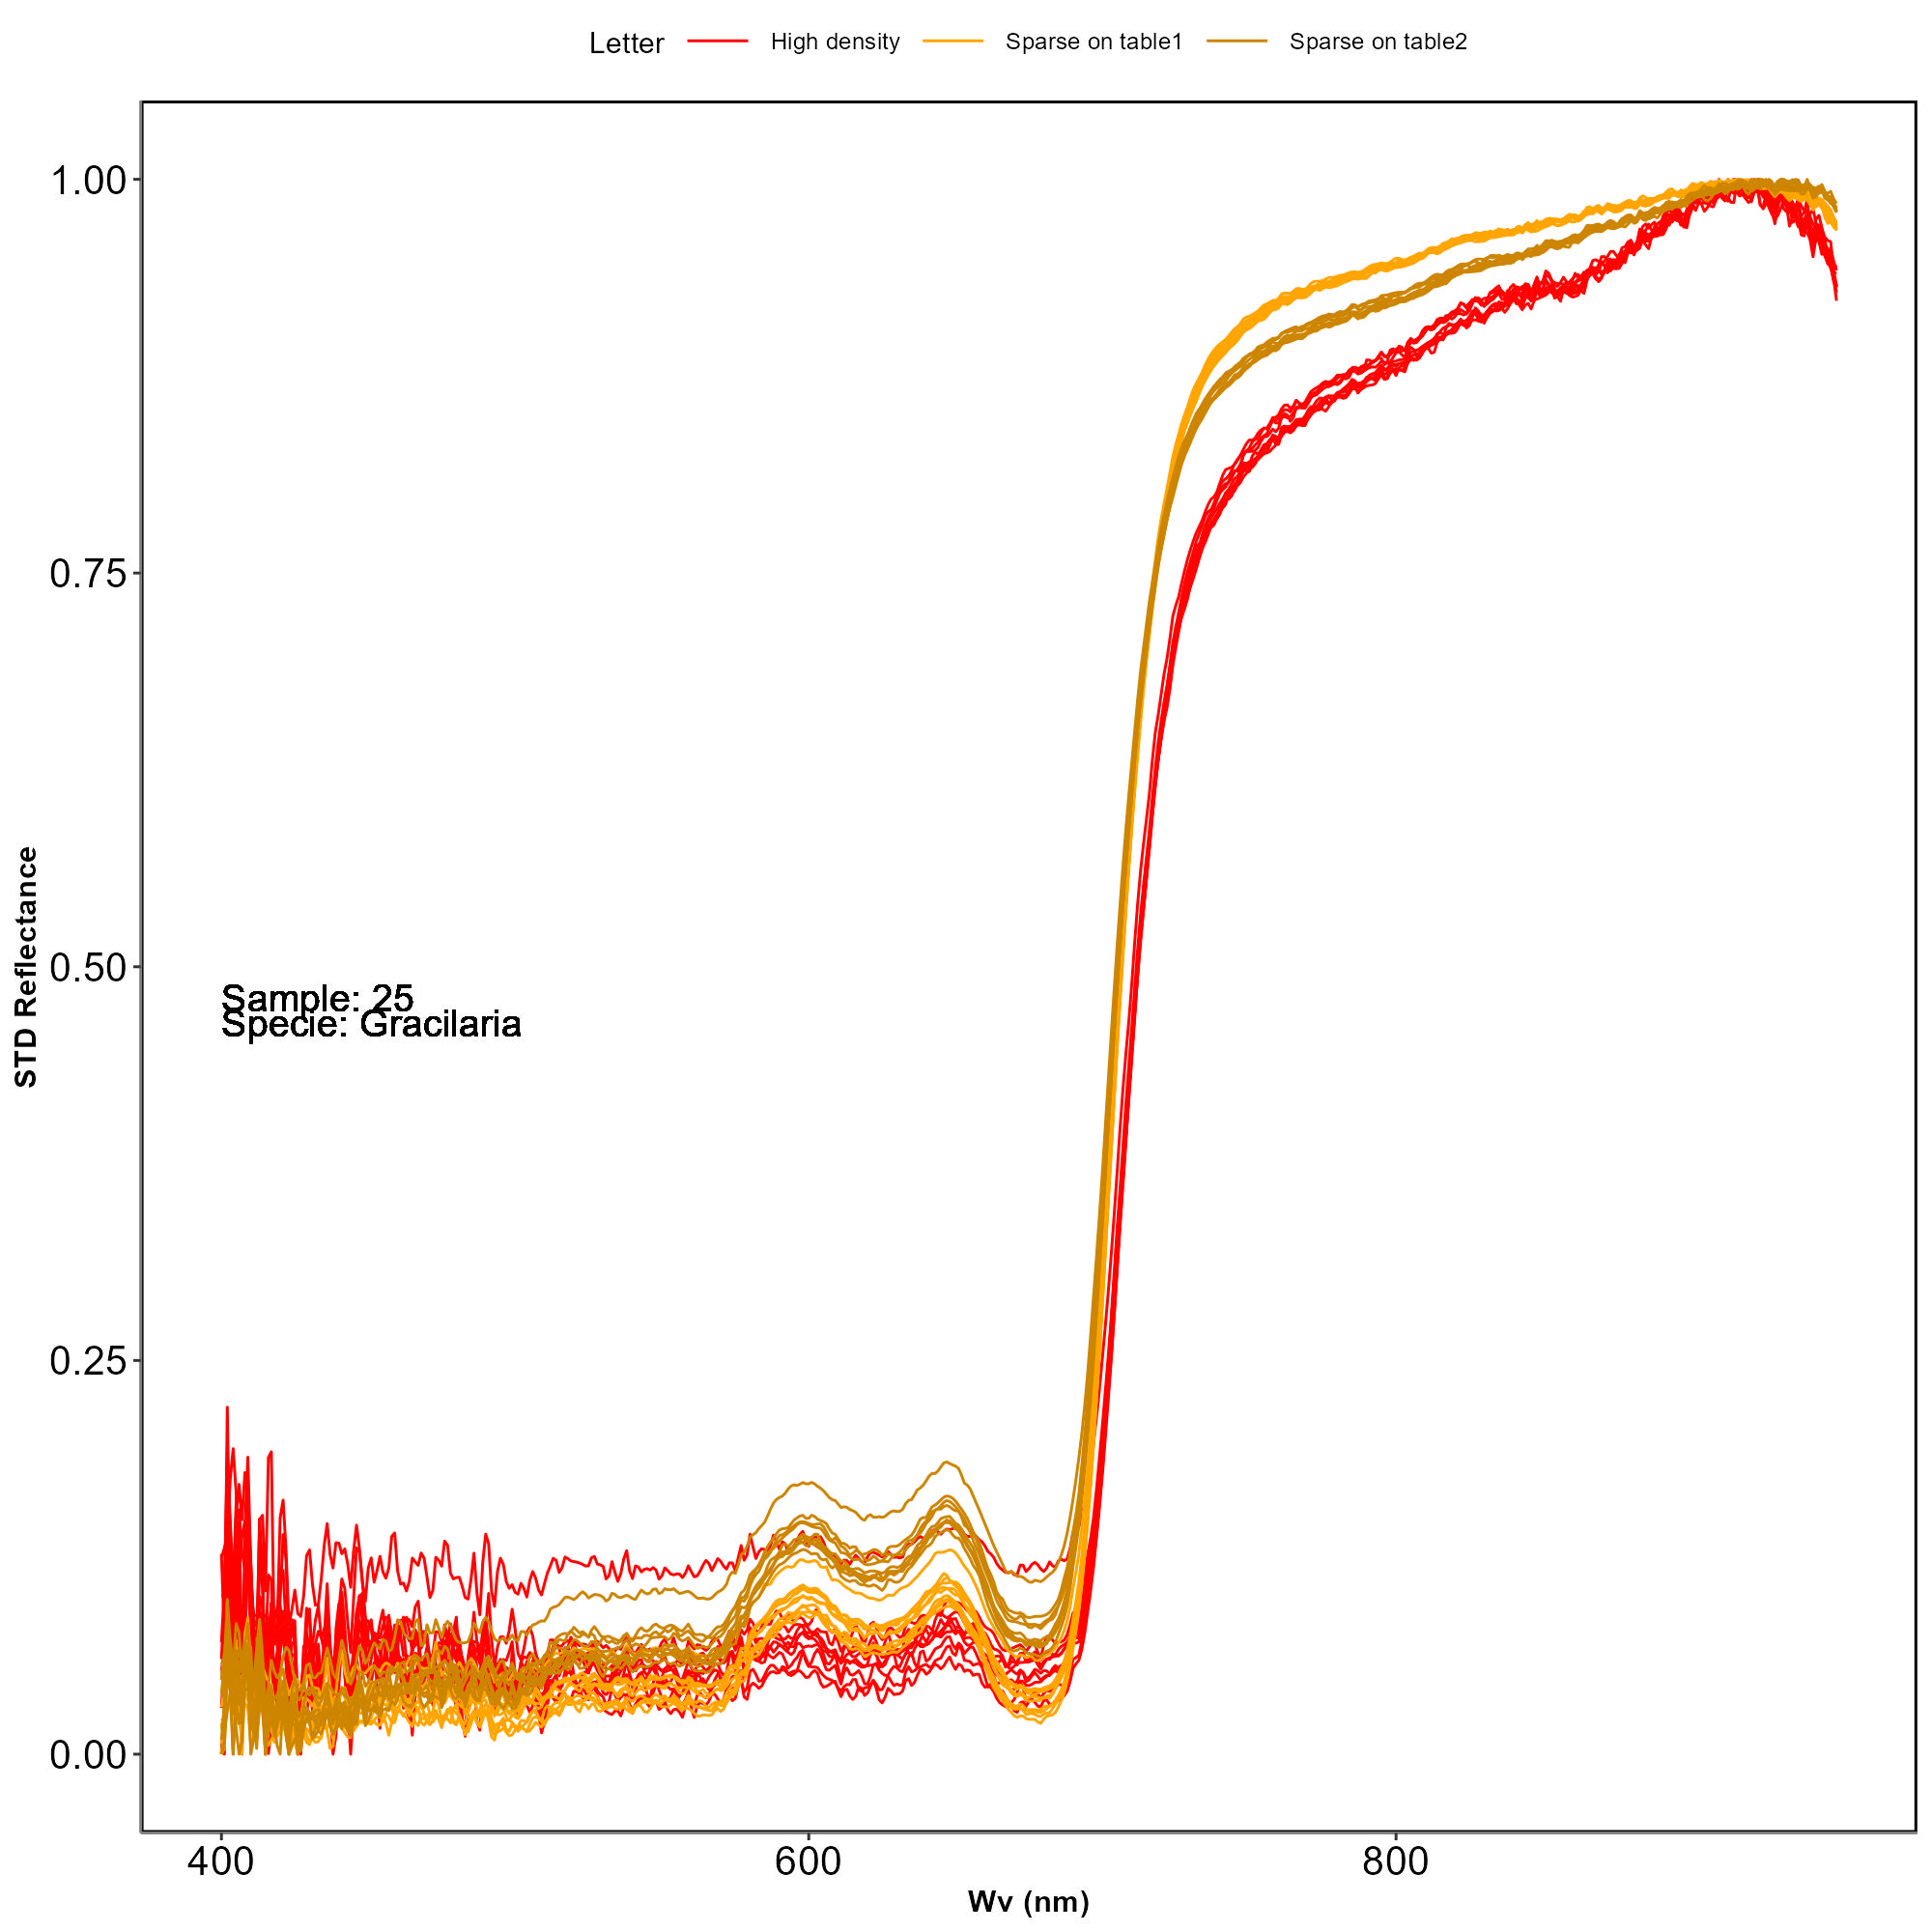 Letter High density Sparse on table1 Sparse on table2
1.00
0.75
0.50
0.25
0.00
STD Reflectance
Sample: 25
Specie: Gracilaria
400 600 800
Wv (nm)